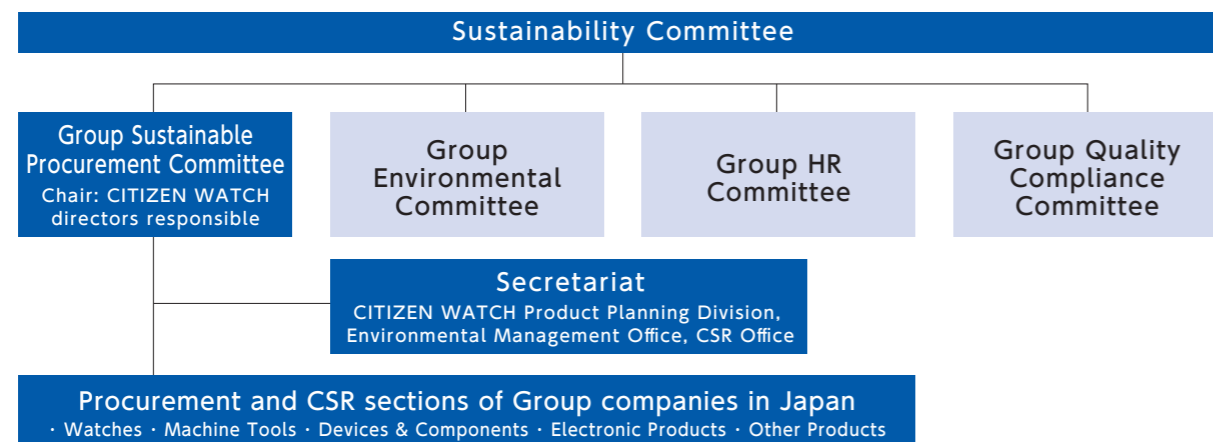 Sustainability Committee
Group Sustainable
Procurement Committee
Chair: CITIZEN WATCH
directors responsible
Group
Environmental
Committee
Group HR
Committee
Group Quality
Compliance
Committee
Secretariat
CITIZEN WATCH Product Planning Division,
Environmental Management Office, CSR Office
Procurement and CSR sections of Group companies in Japan
・Watches ・Machine Tools ・Devices & Components ・Electronic Products ・Other Products